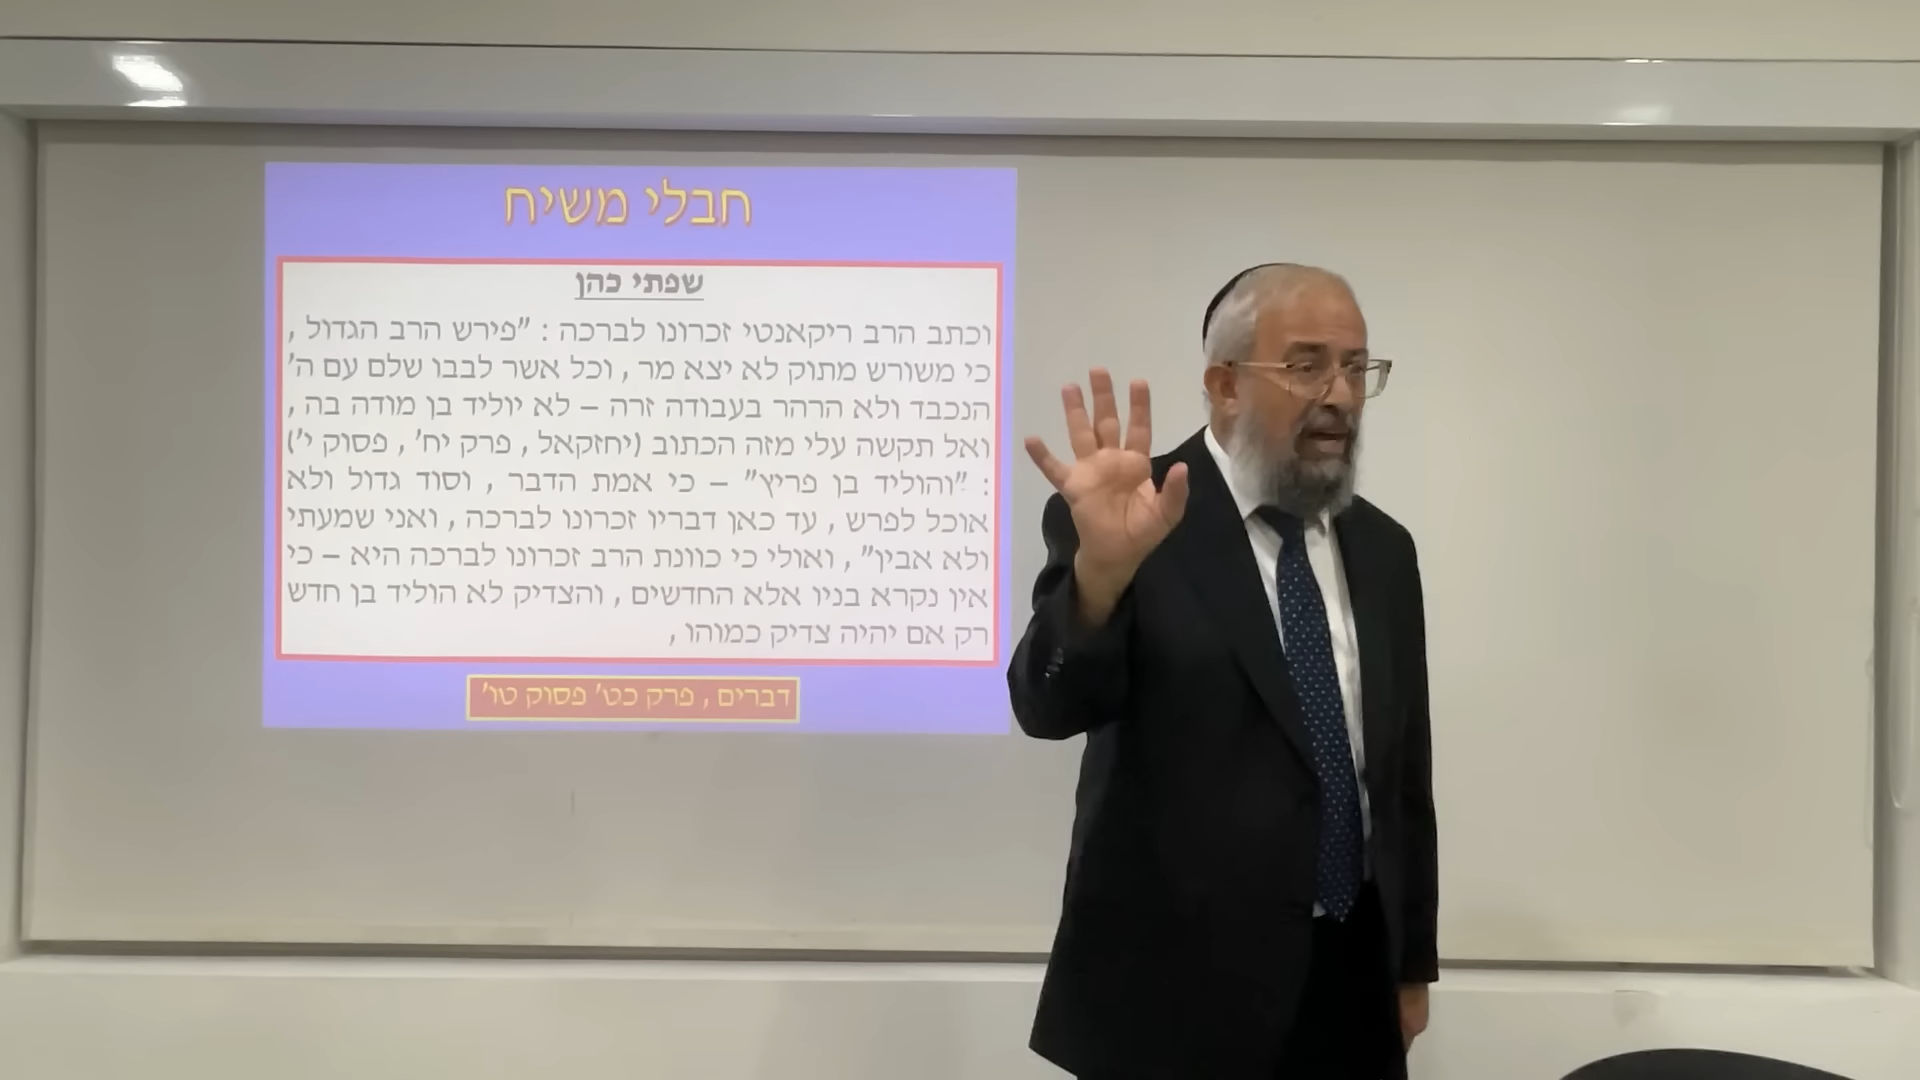 חבלי משיח
שפתי כהן
וכתב הרב ריקאנטי זכרונו לברכה : "פירש הרב הגדול ,
כי משורש מתוק לא יצא מר , וכל אשר לבבו שלם עם ה'
הנכבד ולא הרהר בעבודה זרה – לא יוליד בן מודה בה ,
ואל תקשה עלי מזה הכתוב (יחזקאל , פרק יח' , פסוק י')
: "והוליד בן פריץ" – כי אמת הדבר , וסוד גדול ולא
אוכל לפרש , עד כאן דבריו זכרונו לברכה , ואני שמעתי
ולא אבין" , ואולי כי כוונת הרב זכרונו לברכה היא – כי
אין נקרא בניו אלא החדשים , והצדיק לא הוליד בן חדש
רק אם יהיה צדיק כמוהו ,
דברים , פרק כט' פסוק טו'